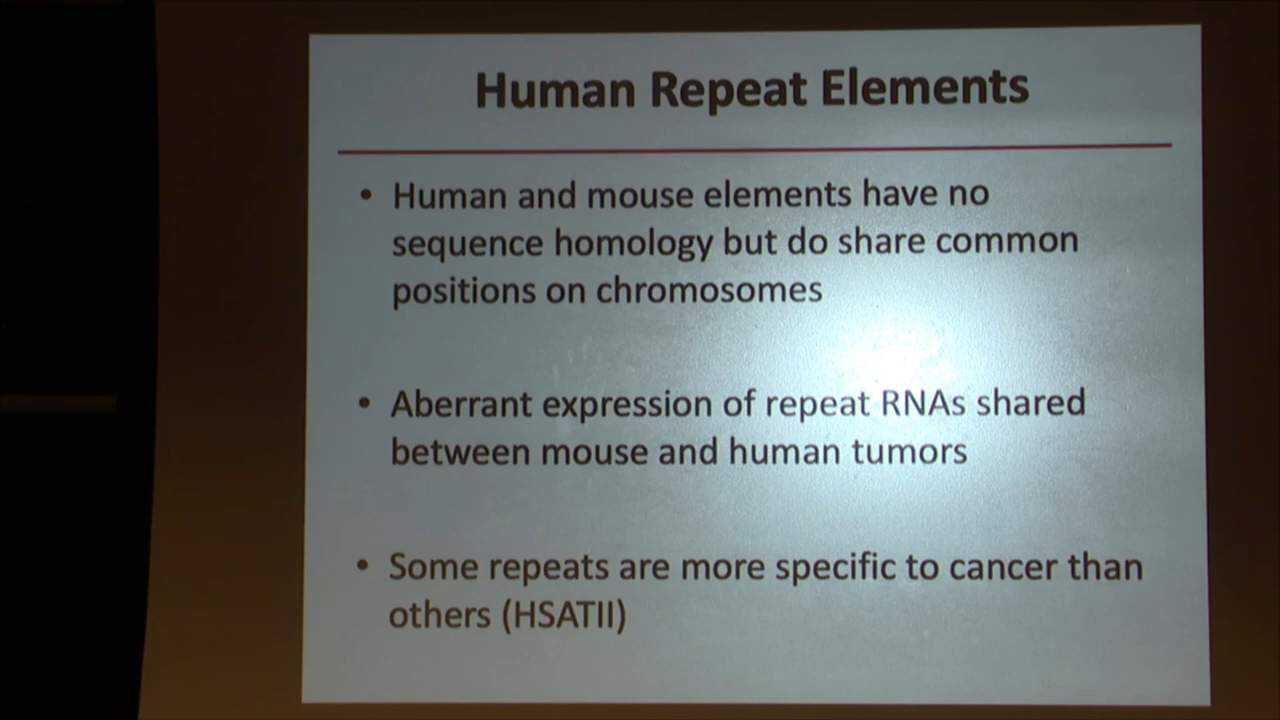 Human Repeat Elements
• Human and mouse elements have no
sequence homology but do share common
positions on chromosomes
• Aberrant expression of repeat RNAs shared
between mouse and human tumors
• Some repeats are more specific to cancer than
others (HSATII)